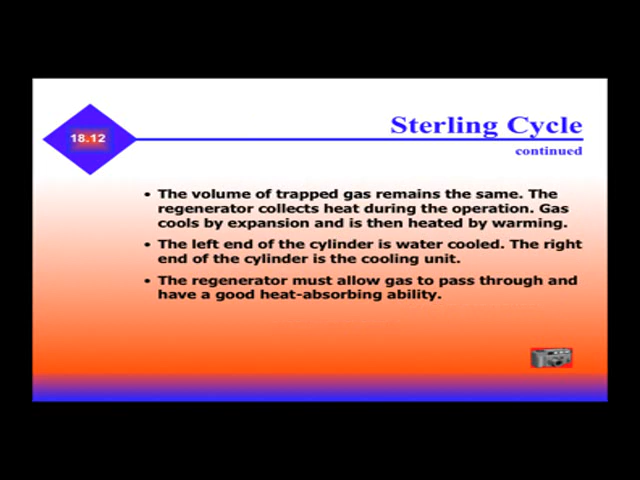 18.12
Sterling Cycle
continued
• The volume of trapped gas remains the same. The
regenerator collects heat during the operation. Gas
cools by expansion and is then heated by warming.
• The left end of the cylinder is water cooled. The right
end of the cylinder is the cooling unit.
• The regenerator must allow gas to pass through and
have a good heat-absorbing ability.